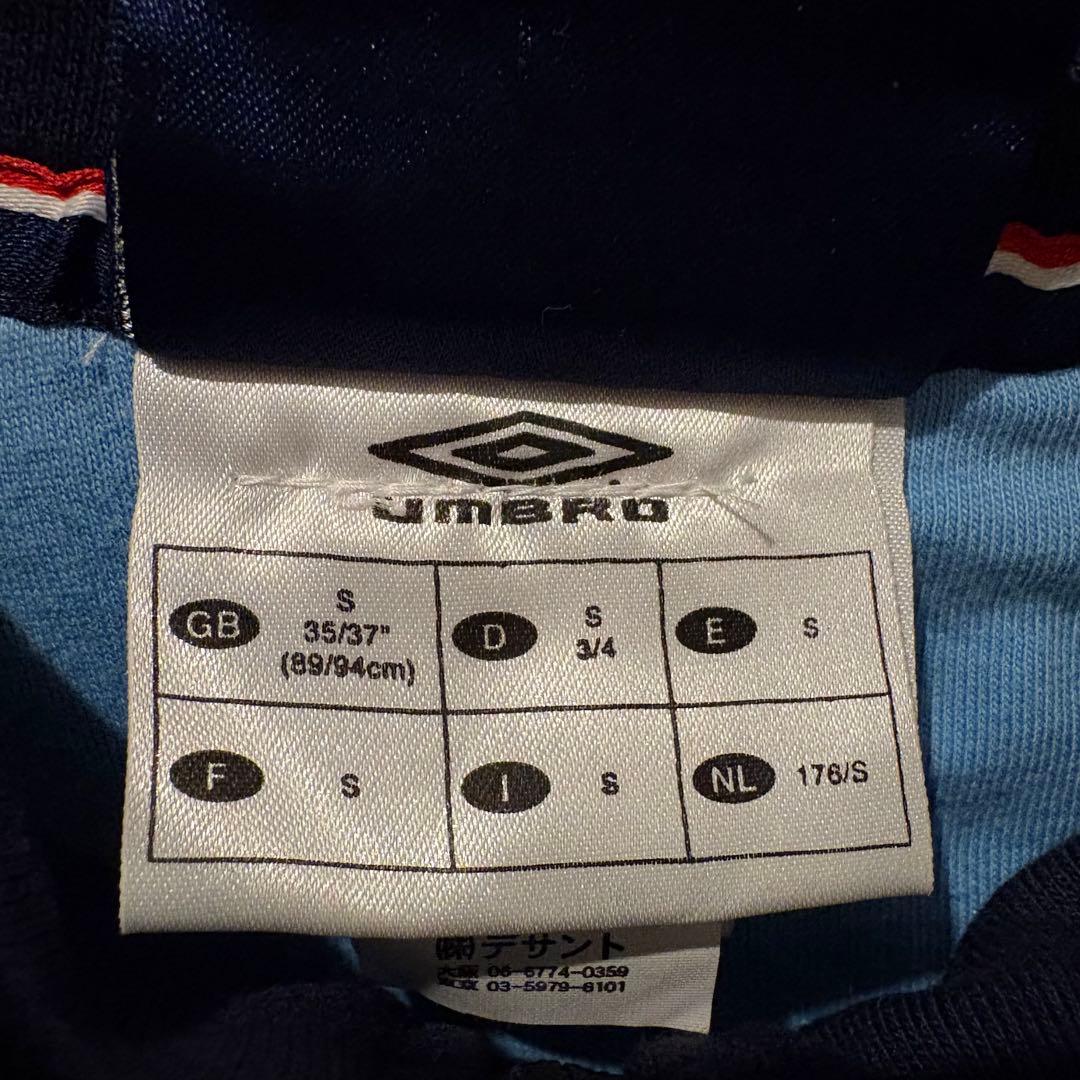 UMBRO
GB S
35/37"
(89/94cm)
D S
3/4
E S
F S
I S
NL 176/S
㈱デサント
大阪 06-5774-0359
東京 03-5979-6101